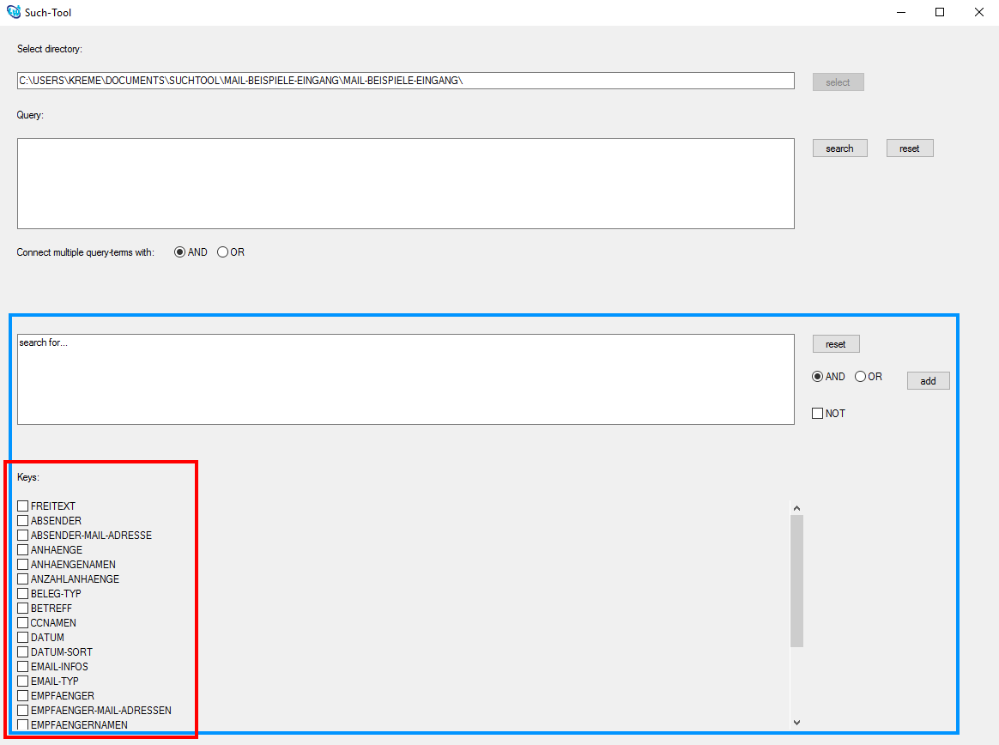 Such-Tool
Select directory:
C:\USERS\KREME\DOCUMENTS\SUCHTOOL\MAIL-BEISPIELE-EINGANG\MAIL-BEISPIELE-EINGANG\
select
Query:
search reset
Connect multiple query-terms with: AND OR
search for...
reset
AND OR
add
NOT
Keys:
FREITEXT
ABSENDER
ABSENDER-MAIL-ADRESSE
ANHAENGE
ANHAENGENAMEN
ANZAHLANHAENGE
BELEG-TYP
BETREFF
CCNAMEN
DATUM
DATUM-SORT
EMAIL-INFOS
EMAIL-TYP
EMPFAENGER
EMPFAENGER-MAIL-ADRESSEN
EMPFAENGERNAMEN